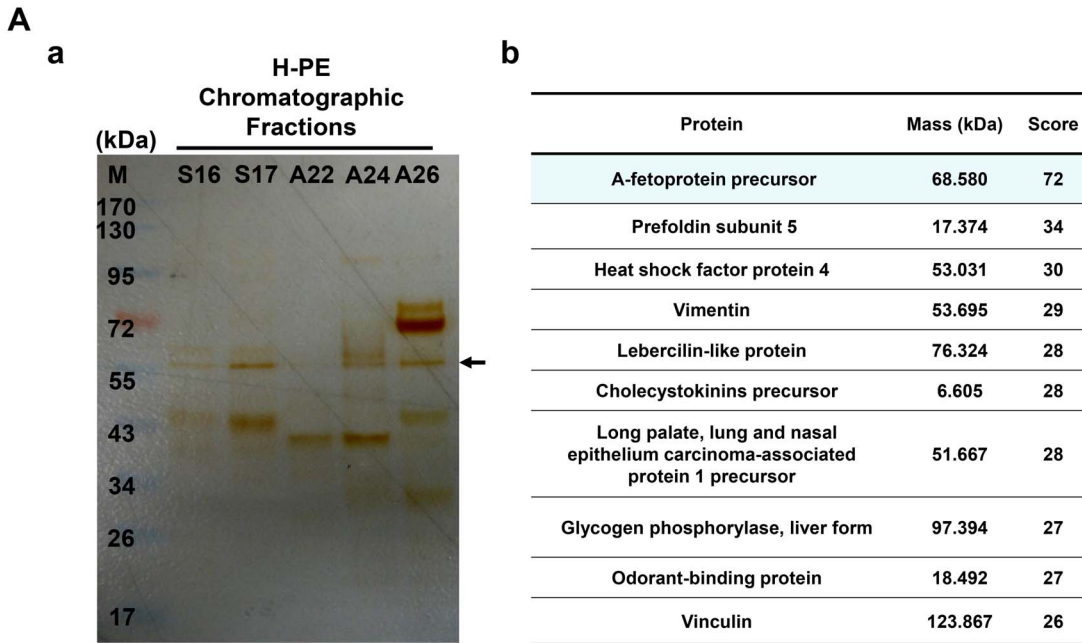 A
a
H-PE
Chromatographic
Fractions
(kDa)
M S16 S17 A22 A24 A26
170
130
95
72
55
43
34
26
17
b
Protein Mass (kDa) Score
A-fetoprotein precursor 68.580 72
Prefoldin subunit 5 17.374 34
Heat shock factor protein 4 53.031 30
Vimentin 53.695 29
Lebercilin-like protein 76.324 28
Cholecystokinins precursor 6.605 28
Long palate, lung and nasal
epithelium carcinoma-associated 51.667 28
protein 1 precursor
Glycogen phosphorylase, liver form 97.394 27
Odorant-binding protein 18.492 27
Vinculin 123.867 26